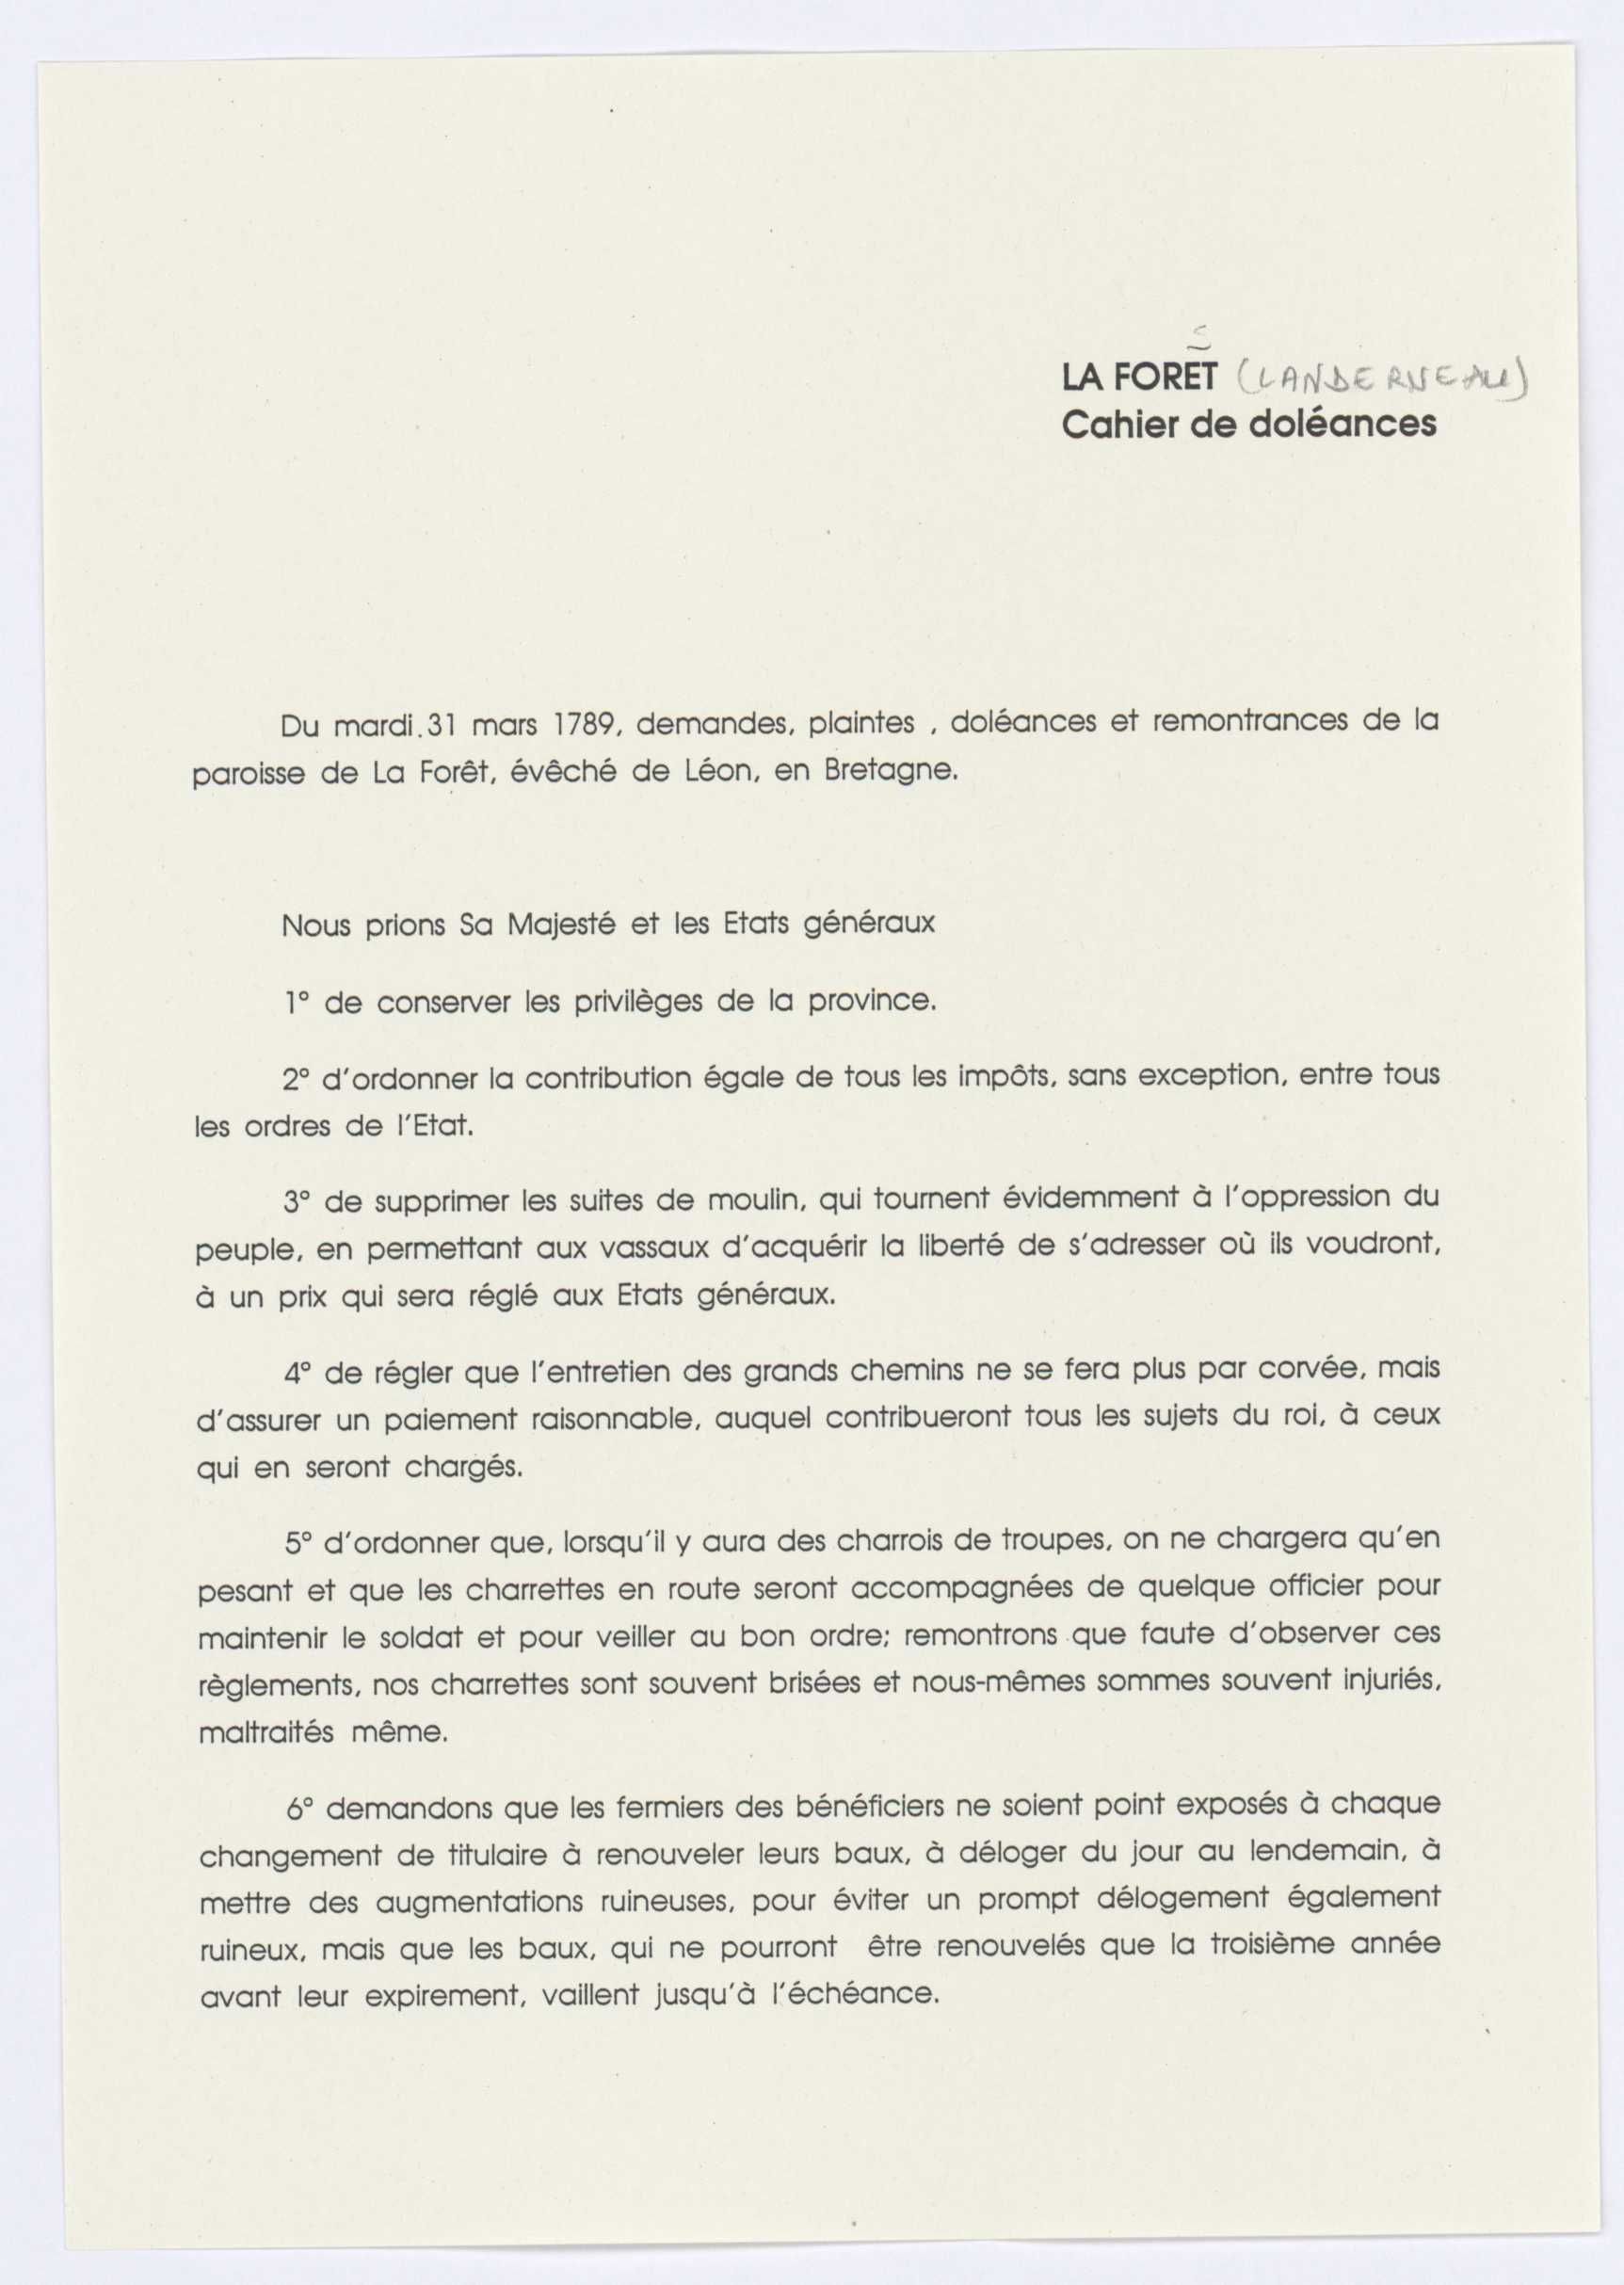 LA FORET (LANDERNEAU)
Cahier de doléances
Du mardi.31 mars 1789, demandes, plaintes , doléances et remontrances de la
paroisse de La Forêt, évêché de Léon, en Bretagne.
Nous prions Sa Majesté et les Etats généraux
1° de conserver les privilèges de la province.
2° d'ordonner la contribution égale de tous les impôts, sans exception, entre tous
les ordres de l'Etat.
3° de supprimer les suites de moulin, qui tournent évidemment à l'oppression du
peuple, en permettant aux vassaux d'acquérir la liberté de s'adresser où ils voudront,
à un prix qui sera réglé aux Etats généraux.
4° de régler que l'entretien des grands chemins ne se fera plus par corvée, mais
d'assurer un paiement raisonnable, auquel contribueront tous les sujets du roi, à ceux
qui en seront chargés.
5° d'ordonner que, lorsqu'il y aura des charrois de troupes, on ne chargera qu'en
pesant et que les charrettes en route seront accompagnées de quelque officier pour
maintenir le soldat et pour veiller au bon ordre; remontrons que faute d'observer ces
règlements, nos charrettes sont souvent brisées et nous-mêmes sommes souvent injuriés,
maltraités même.
6° demandons que les fermiers des bénéficiers ne soient point exposés à chaque
changement de titulaire à renouveler leurs baux, à déloger du jour au lendemain, à
mettre des augmentations ruineuses, pour éviter un prompt délogement également
ruineux, mais que les baux, qui ne pourront être renouvelés que la troisième année
avant leur expirement, vaillent jusqu'à l'échéance.